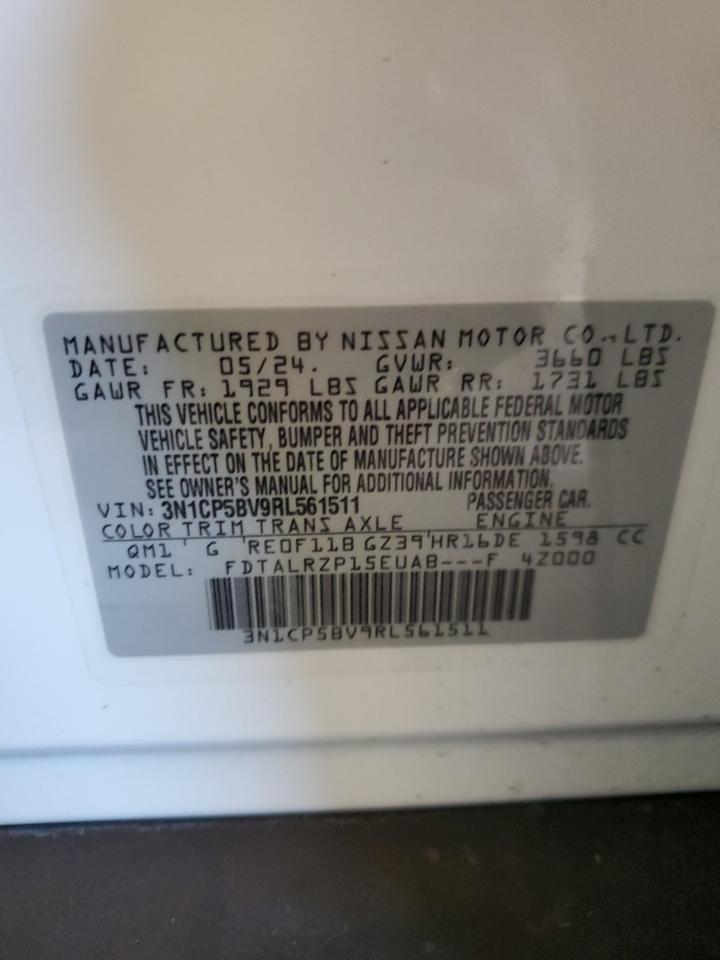 MANUFACTURED BY NISSAN MOTOR CO., LTD.
DATE: 05/24. GVWR: 3660 LBS
GAWR FR: 1929 LBS GAWR RR: 1731 LBS
THIS VEHICLE CONFORMS TO ALL APPLICABLE FEDERAL MOTOR
VEHICLE SAFETY, BUMPER AND THEFT PREVENTION STANDARDS
IN EFFECT ON THE DATE OF MANUFACTURE SHOWN ABOVE.
SEE OWNER'S MANUAL FOR ADDITIONAL INFORMATION.
VIN: 3N1CP5BV9RL561511 PASSENGER CAR.
COLOR TRIM TRANS AXLE ENGINE
QM1 G RE0F11B GZ39 HR16DE 1598 CC
MODEL: FDTALRZP15EUAB---F 4Z000
3N1CP5BV9RL561511